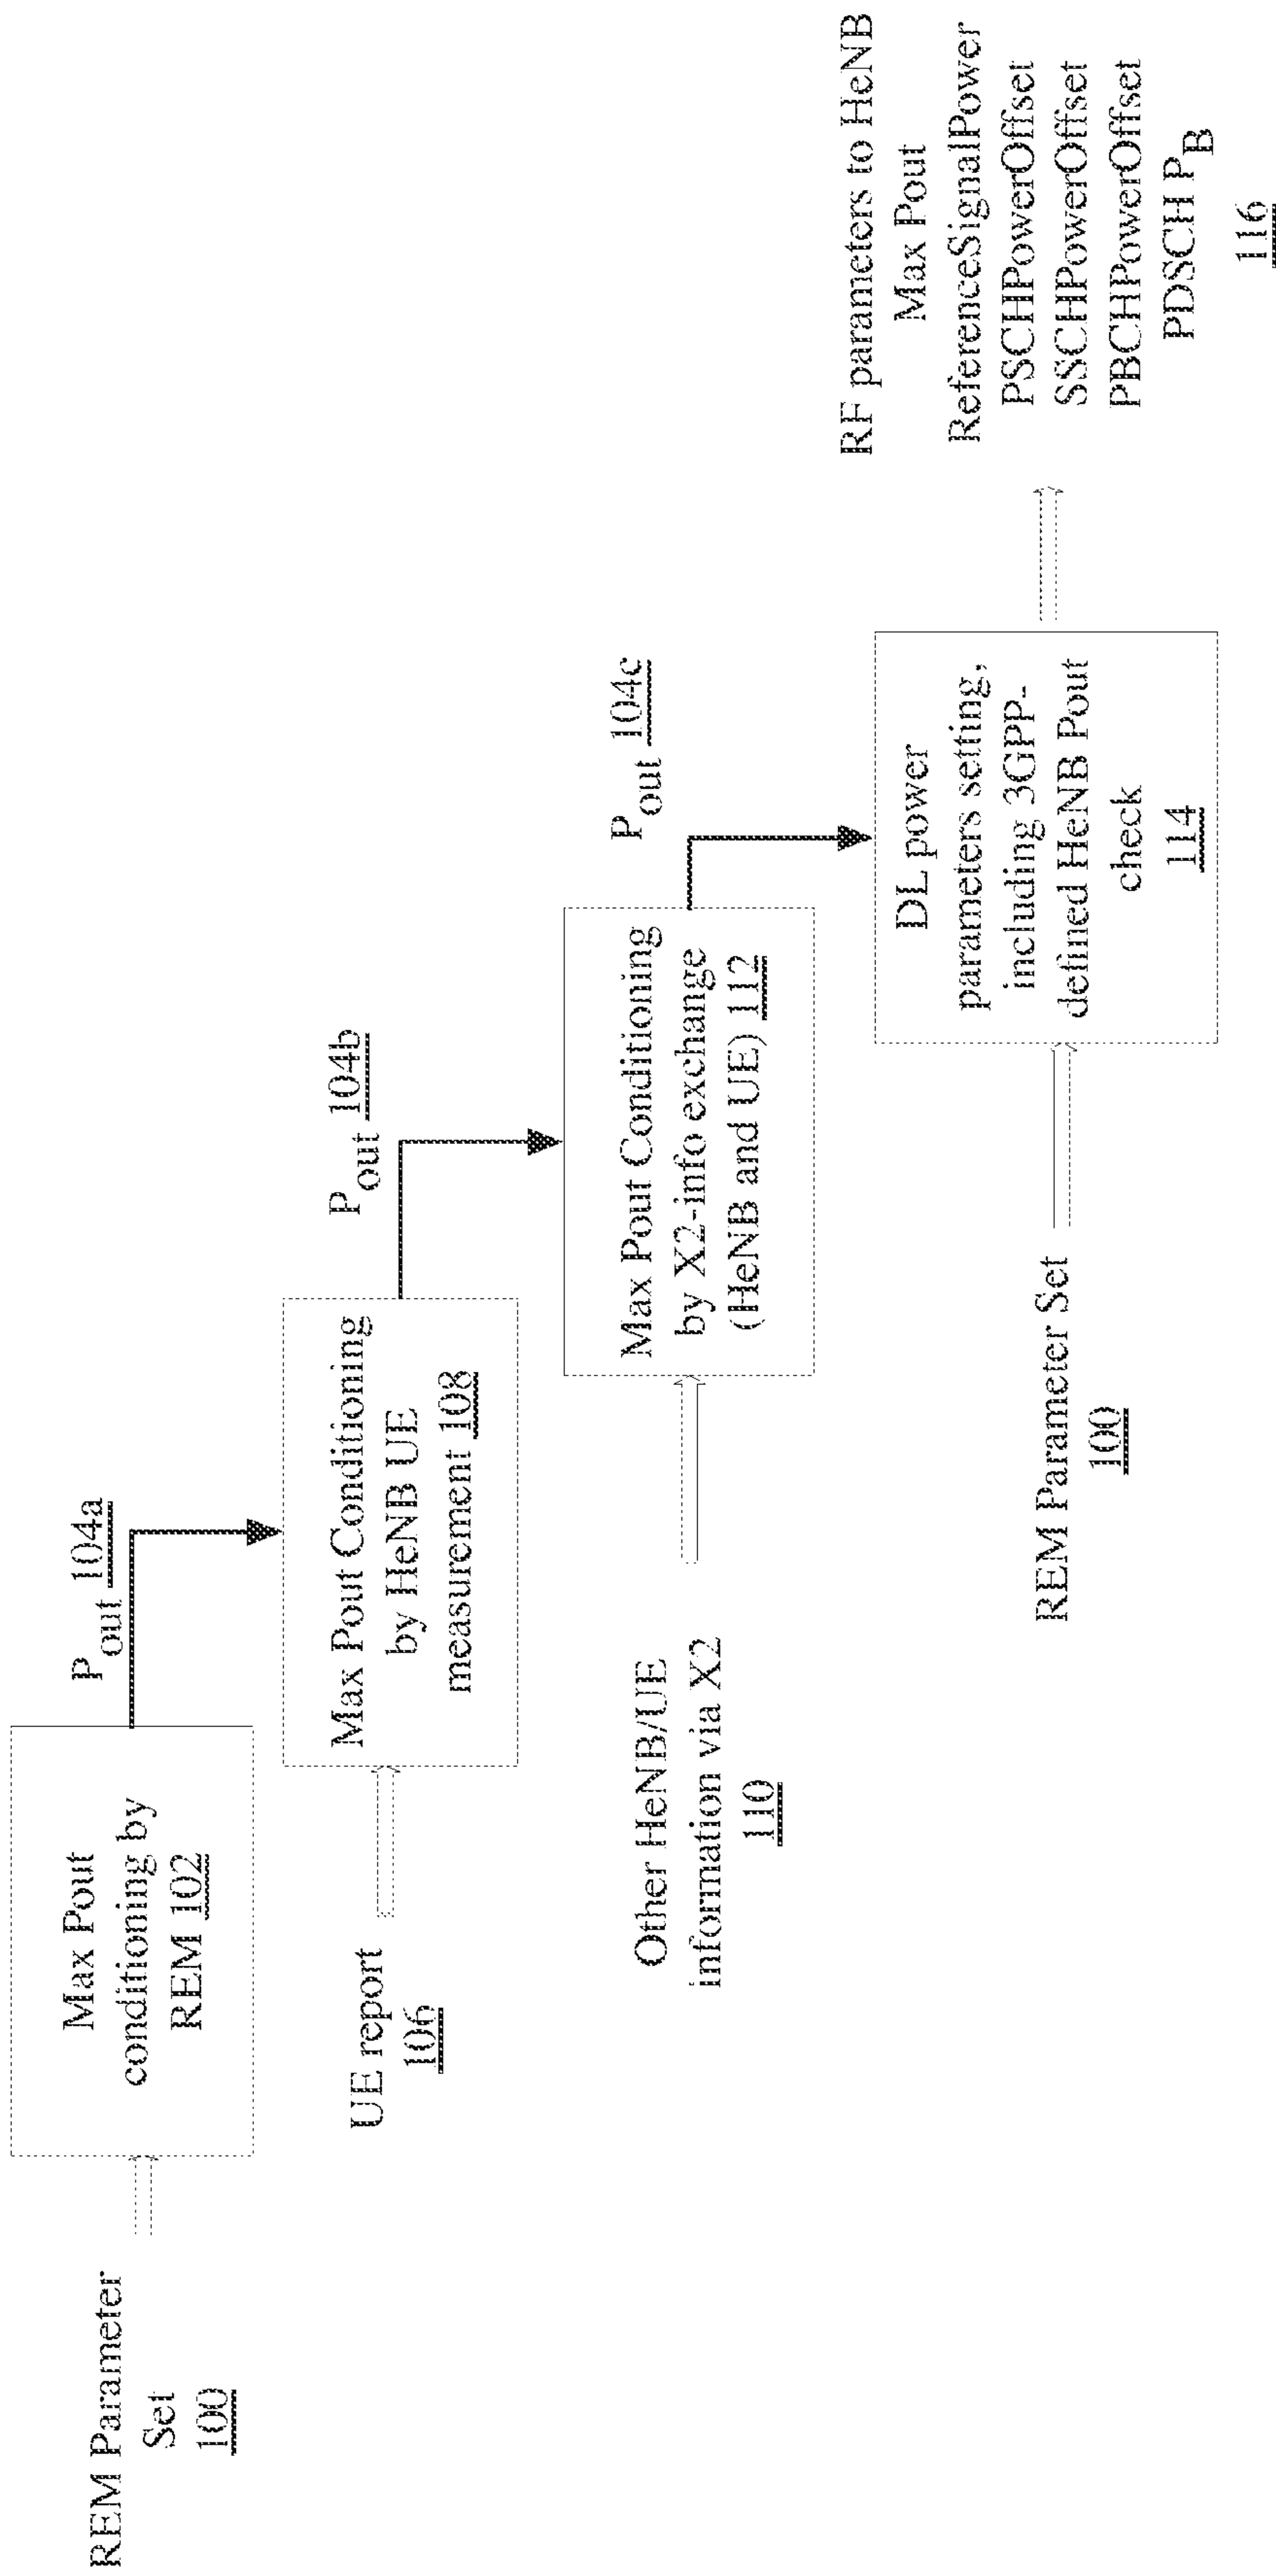 REM Parameter
Set
100
Max Pout
conditioning by
REM 102
Pout 104a
UE report
106
Max Pout Conditioning
by HeNB UE
measurement 108
Pout 104b
Other HeNB/UE
information via X2
110
Max Pout Conditioning
by X2-info exchange
(HeNB and UE) 112
Pout 104c
REM Parameter Set
100
DL power
parameters setting,
including 3GPP-
defined HeNB Pout
check
114
RF parameters to HeNB
Max Pout
ReferenceSignalPower
PSCHPowerOffset
SSCHPowerOffset
PBCHPowerOffset
PDSCH PB
116